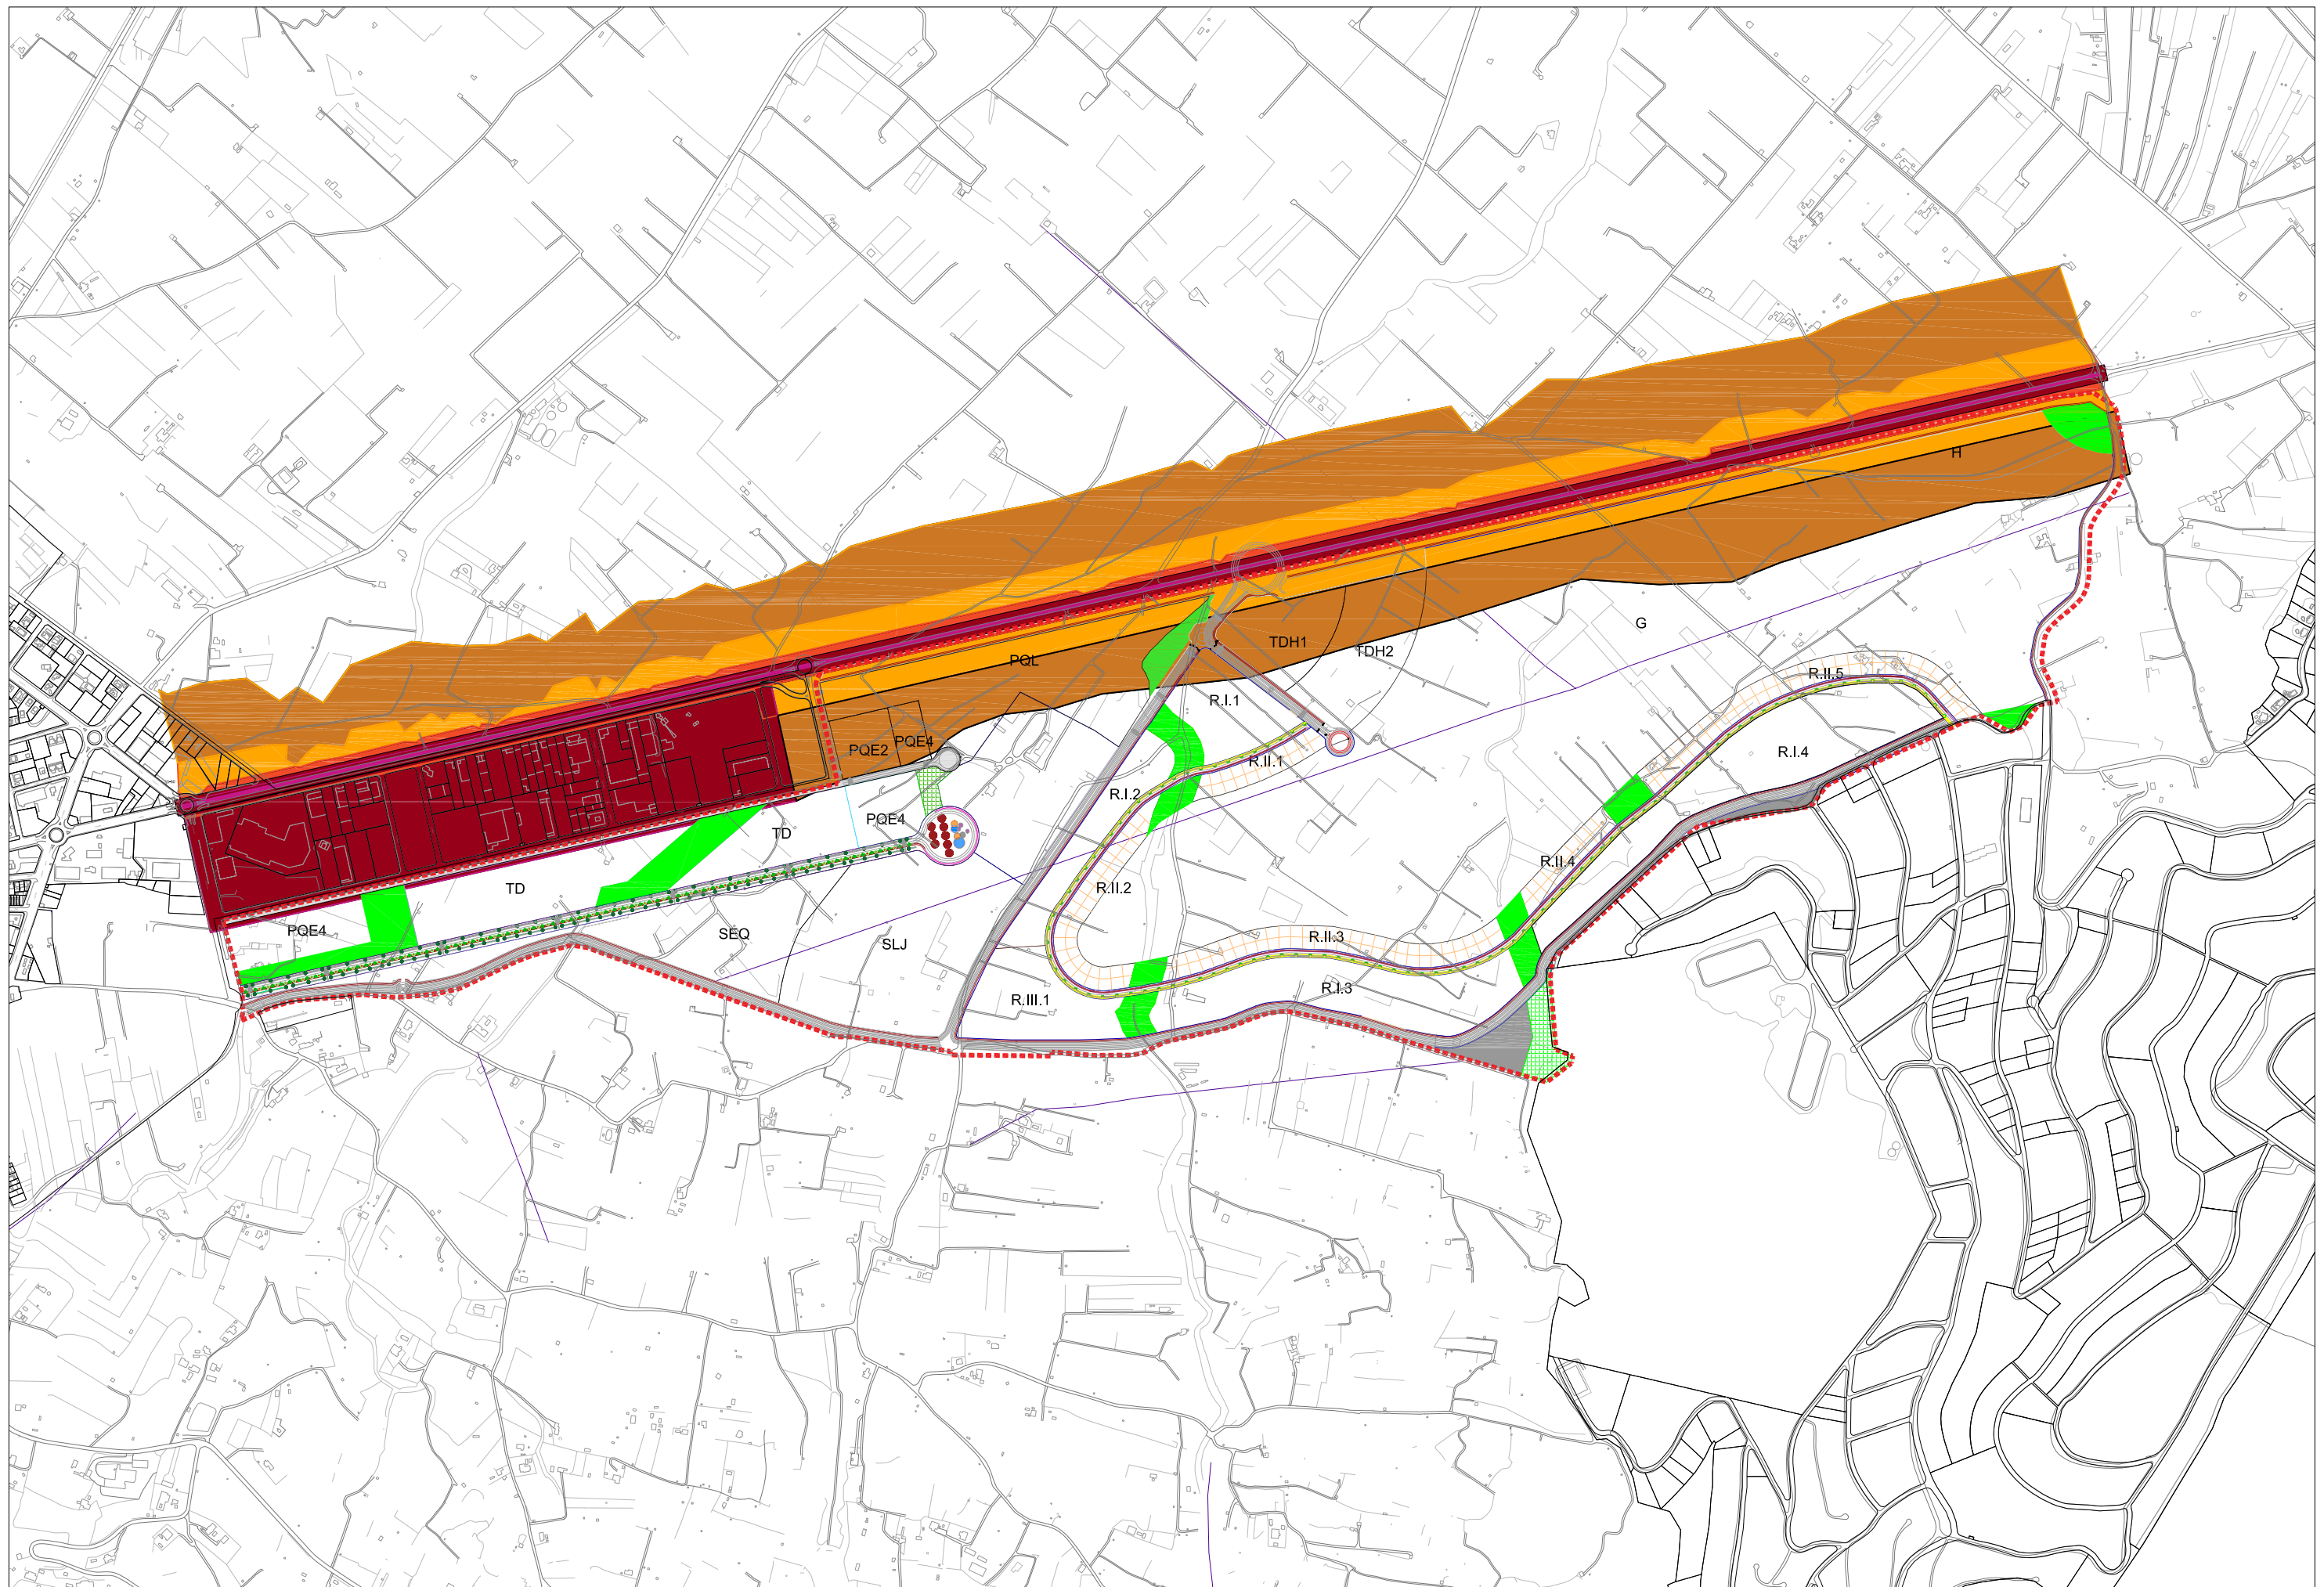 H
G
TDH1
TDH2
PQL
R.II.5
R.I.1
PQE2
PQE4
R.I.4
R.II.1
R.I.2
PQE4
TD
R.II.4
TD
R.II.2
PQE4
SEQ
R.II.3
SLJ
R.I.3
R.III.1